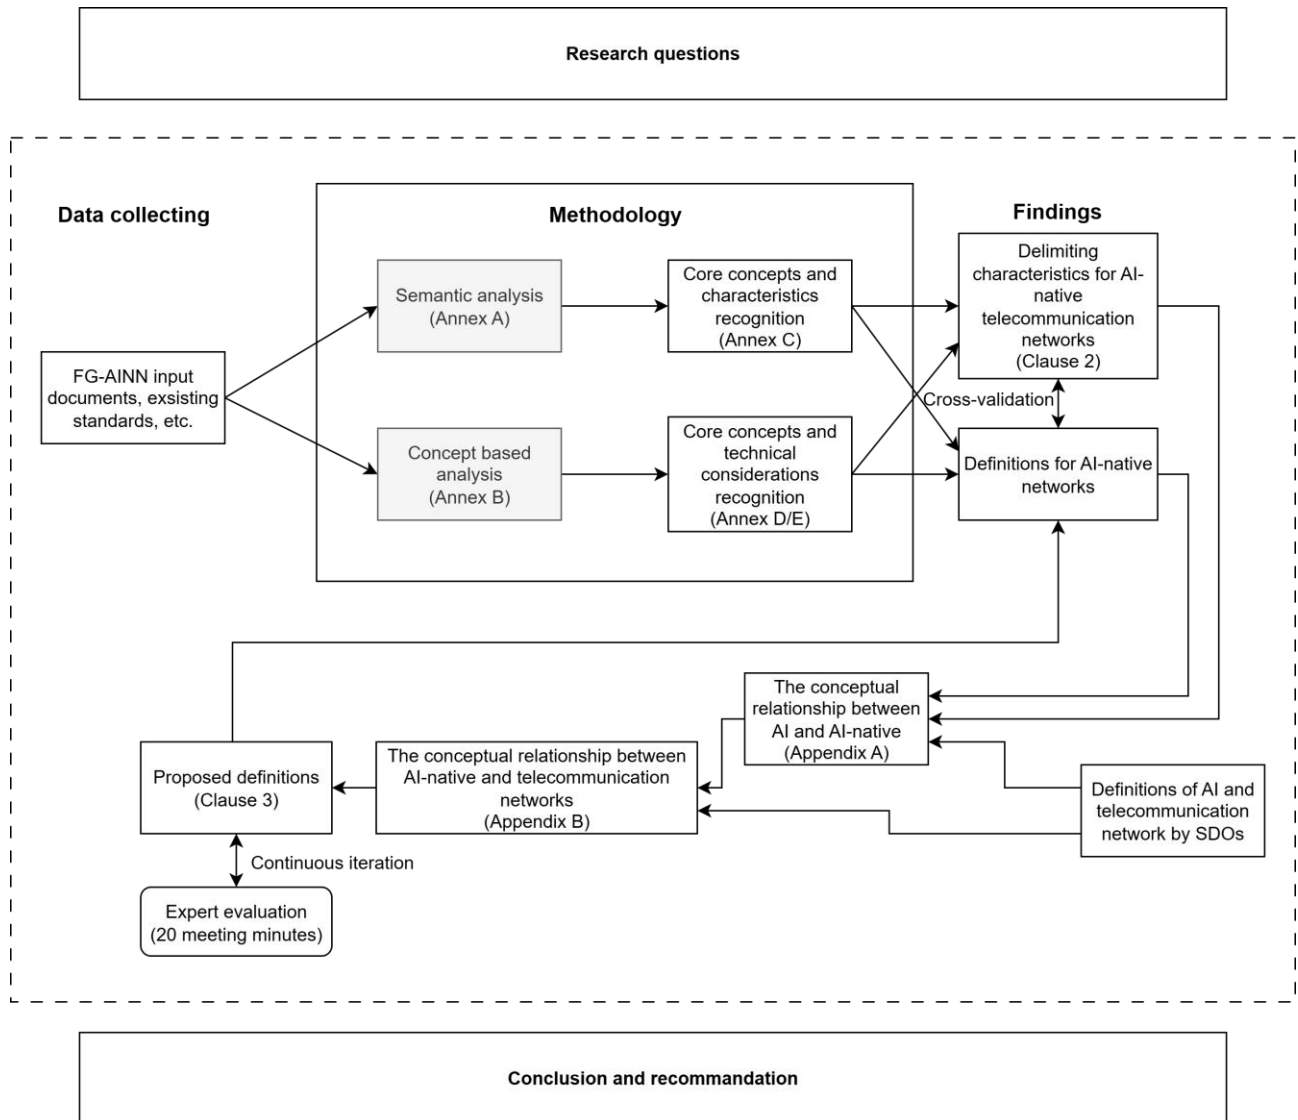 Research questions
Data collecting
Methodology
Findings
Semantic analysis
(Annex A)
Core concepts and
characteristics
recognition
(Annex C)
Delimiting
characteristics for AI-
native
telecommunication
networks
(Clause 2)
FG-AINN input
documents, exsisting
standards, etc.
Cross-validation
Concept based
analysis
(Annex B)
Core concepts and
technical
considerations
recognition
(Annex D/E)
Definitions for AI-native
networks
The conceptual
relationship between
AI and AI-native
(Appendix A)
Proposed definitions
(Clause 3)
The conceptual relationship between
AI-native and telecommunication
networks
(Appendix B)
Definitions of AI and
telecommunication
network by SDOs
Continuous iteration
Expert evaluation
(20 meeting minutes)
Conclusion and recommandation